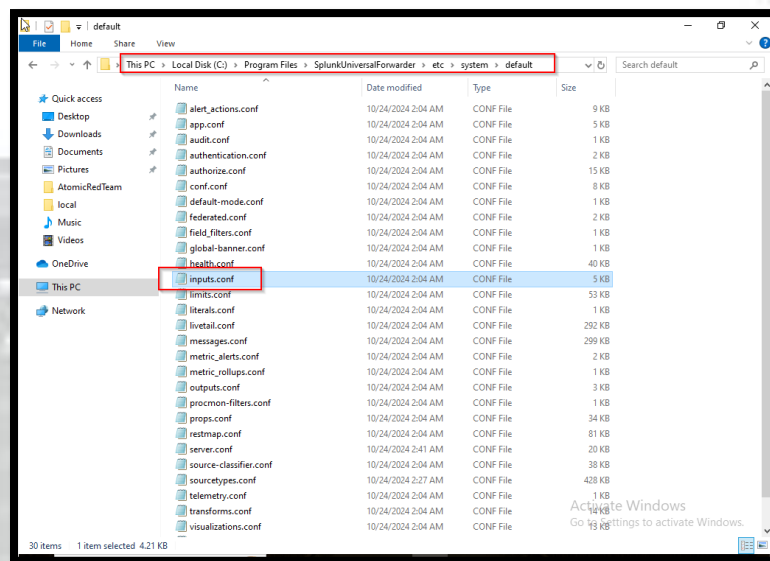 default
File Home Share View
This PC > Local Disk (C:) > Program Files > SplunkUniversalForwarder > etc > system > default
Search default
Name Date modified Type Size
Quick access
Desktop
Downloads
Documents
Pictures
AtomicRedTeam
local
Music
Videos
OneDrive
This PC
Network
alert_actions.conf 10/24/2024 2:04 AM CONF File 9 KB
app.conf 10/24/2024 2:04 AM CONF File 5 KB
audit.conf 10/24/2024 2:04 AM CONF File 1 KB
authentication.conf 10/24/2024 2:04 AM CONF File 2 KB
authorize.conf 10/24/2024 2:04 AM CONF File 15 KB
conf.conf 10/24/2024 2:04 AM CONF File 8 KB
default-mode.conf 10/24/2024 2:04 AM CONF File 1 KB
federated.conf 10/24/2024 2:04 AM CONF File 2 KB
field_filters.conf 10/24/2024 2:04 AM CONF File 1 KB
global-banner.conf 10/24/2024 2:04 AM CONF File 1 KB
health.conf 10/24/2024 2:04 AM CONF File 40 KB
inputs.conf 10/24/2024 2:04 AM CONF File 5 KB
limits.conf 10/24/2024 2:04 AM CONF File 53 KB
literals.conf 10/24/2024 2:04 AM CONF File 1 KB
livetail.conf 10/24/2024 2:04 AM CONF File 292 KB
messages.conf 10/24/2024 2:04 AM CONF File 299 KB
metric_alerts.conf 10/24/2024 2:04 AM CONF File 2 KB
metric_rollups.conf 10/24/2024 2:04 AM CONF File 1 KB
outputs.conf 10/24/2024 2:04 AM CONF File 3 KB
procmon-filters.conf 10/24/2024 2:04 AM CONF File 1 KB
props.conf 10/24/2024 2:04 AM CONF File 34 KB
restmap.conf 10/24/2024 2:04 AM CONF File 81 KB
server.conf 10/24/2024 2:41 AM CONF File 20 KB
source-classifier.conf 10/24/2024 2:04 AM CONF File 38 KB
sourcetypes.conf 10/24/2024 2:27 AM CONF File 428 KB
telemetry.conf 10/24/2024 2:04 AM CONF File 1 KB
transforms.conf 10/24/2024 2:04 AM CONF File 14 KB
visualizations.conf 10/24/2024 2:04 AM CONF File 13 KB
Activate Windows
Go to Settings to activate Windows.
30 items 1 item selected 4.21 KB